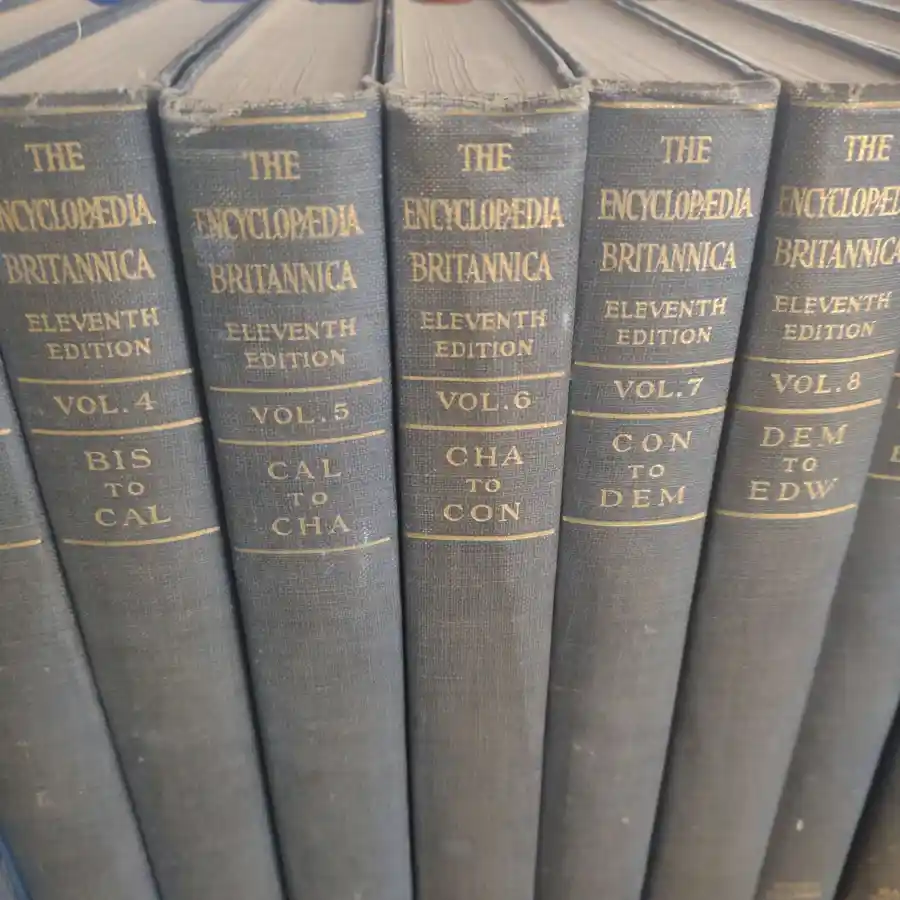 THE
NCYCLOPÆDIA
BRITANNICA
ELEVENTH
EDITION
VOL. 4
BIS
TO
CAL
THE
ENCYCLOPÆDIA
BRITANNICA
ELEVENTH
EDITION
VOL. 5
CAL
TO
CHA
THE
ENCYCLOPÆDIA
BRITANNICA
ELEVENTH
EDITION
VOL. 6
CHA
TO
CON
THE
ENCYCLOPÆDIA
BRITANNICA
ELEVENTH
EDITION
VOL. 7
CON
TO
DEM
THE
ENCYCLOPÆD
BRITANNICA
ELEVENTH
EDITION
VOL. 8
DEM
TO
EDW